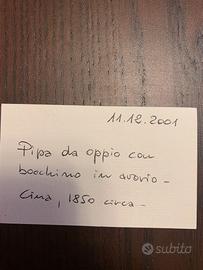 11.12.2001
Pipa da oppio con
bocchino in avorio -
Cina, 1850 circa -
subito